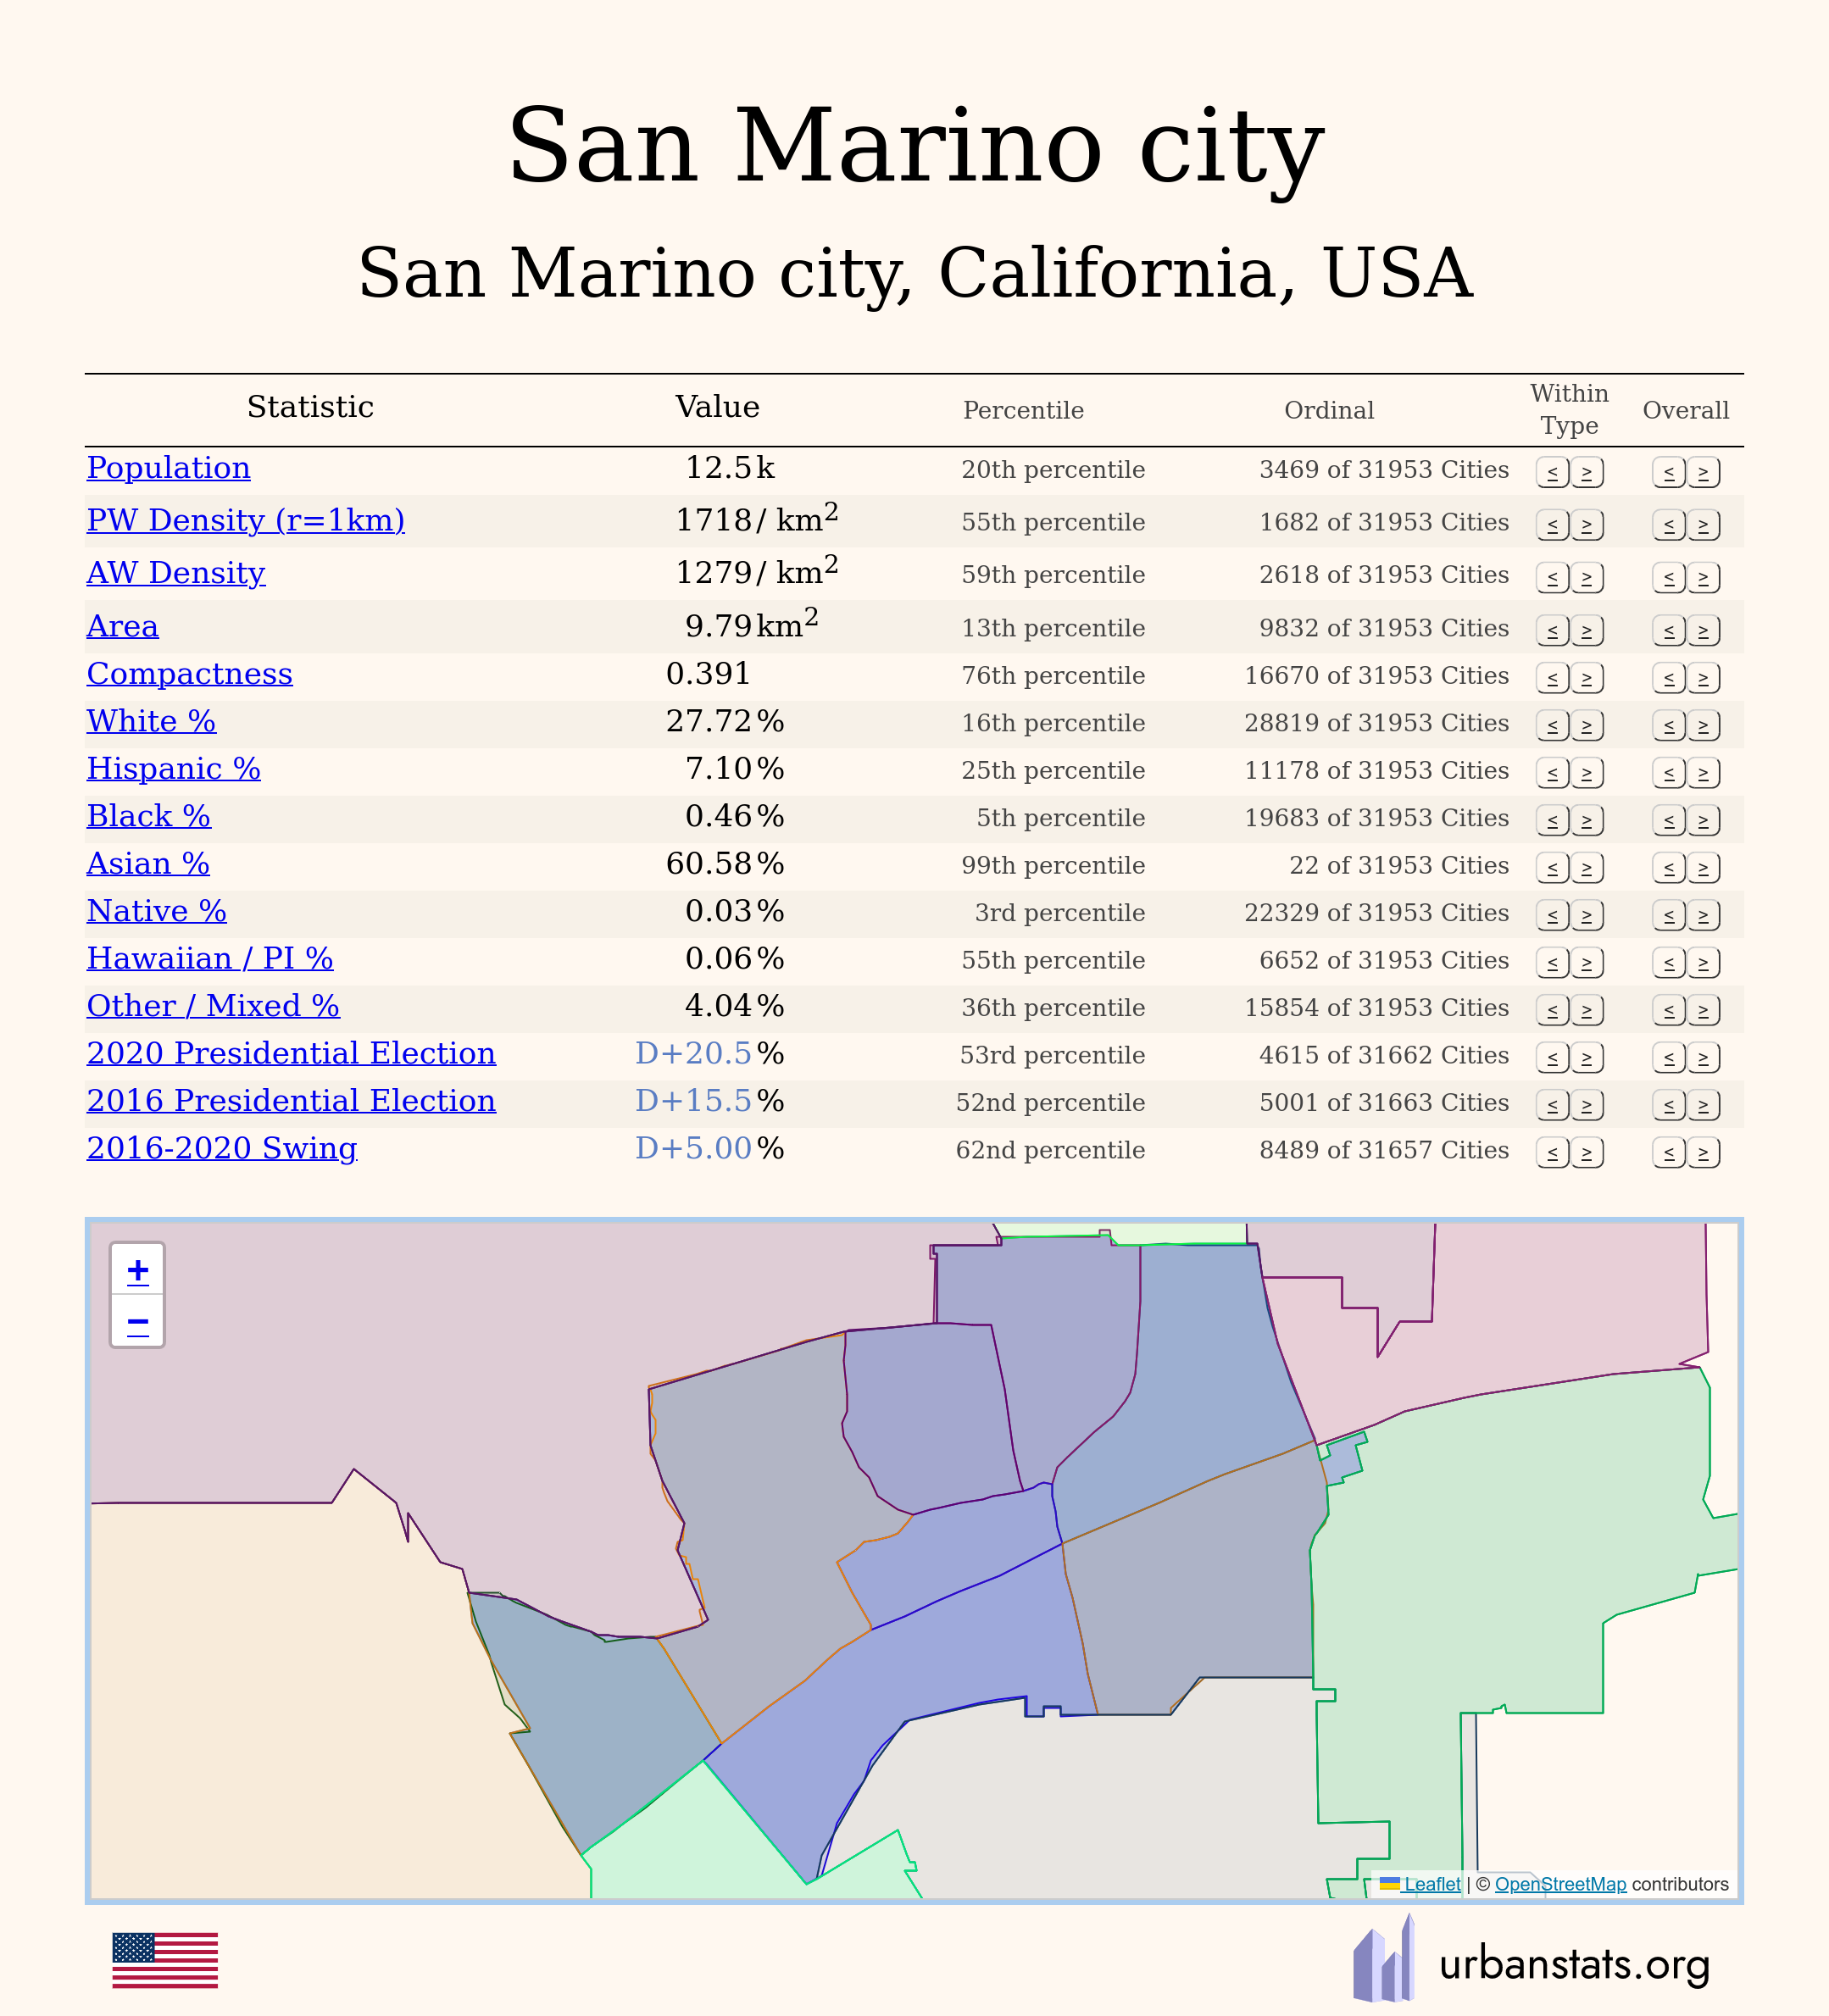 San Marino city
San Marino city, California, USA
Statistic Value Percentile Ordinal Within Type Overall
Population 12.5 k 20th percentile 3469 of 31953 Cities < > < >
PW Density (r=1km) 1718 / km² 55th percentile 1682 of 31953 Cities < > < >
AW Density 1279 / km² 59th percentile 2618 of 31953 Cities < > < >
Area 9.79 km² 13th percentile 9832 of 31953 Cities < > < >
Compactness 0.391 76th percentile 16670 of 31953 Cities < > < >
White % 27.72 % 16th percentile 28819 of 31953 Cities < > < >
Hispanic % 7.10 % 25th percentile 11178 of 31953 Cities < > < >
Black % 0.46 % 5th percentile 19683 of 31953 Cities < > < >
Asian % 60.58 % 99th percentile 22 of 31953 Cities < > < >
Native % 0.03 % 3rd percentile 22329 of 31953 Cities < > < >
Hawaiian / PI % 0.06 % 55th percentile 6652 of 31953 Cities < > < >
Other / Mixed % 4.04 % 36th percentile 15854 of 31953 Cities < > < >
2020 Presidential Election D+20.5 % 53rd percentile 4615 of 31662 Cities < > < >
2016 Presidential Election D+15.5 % 52nd percentile 5001 of 31663 Cities < > < >
2016-2020 Swing D+5.00 % 62nd percentile 8489 of 31657 Cities < > < >
+
−
Leaflet | © OpenStreetMap contributors
urbanstats.org